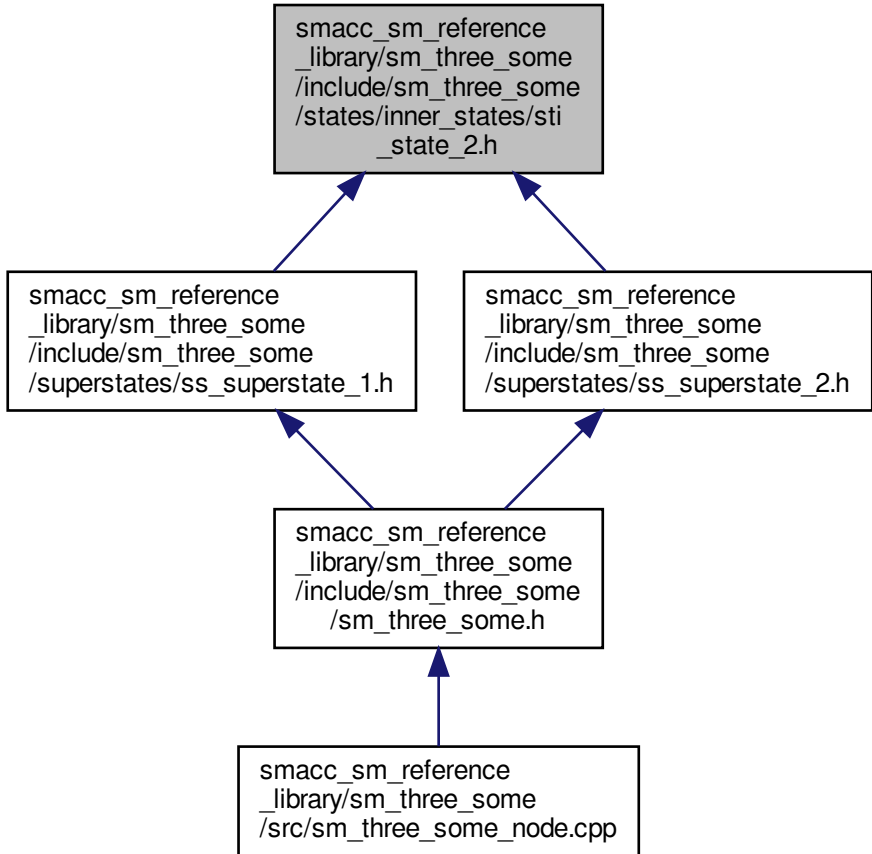 smacc_sm_reference
_library/sm_three_some
/include/sm_three_some
/states/inner_states/sti
_state_2.h
smacc_sm_reference
_library/sm_three_some
/include/sm_three_some
/superstates/ss_superstate_1.h
smacc_sm_reference
_library/sm_three_some
/include/sm_three_some
/superstates/ss_superstate_2.h
smacc_sm_reference
_library/sm_three_some
/include/sm_three_some
/sm_three_some.h
smacc_sm_reference
_library/sm_three_some
/src/sm_three_some_node.cpp